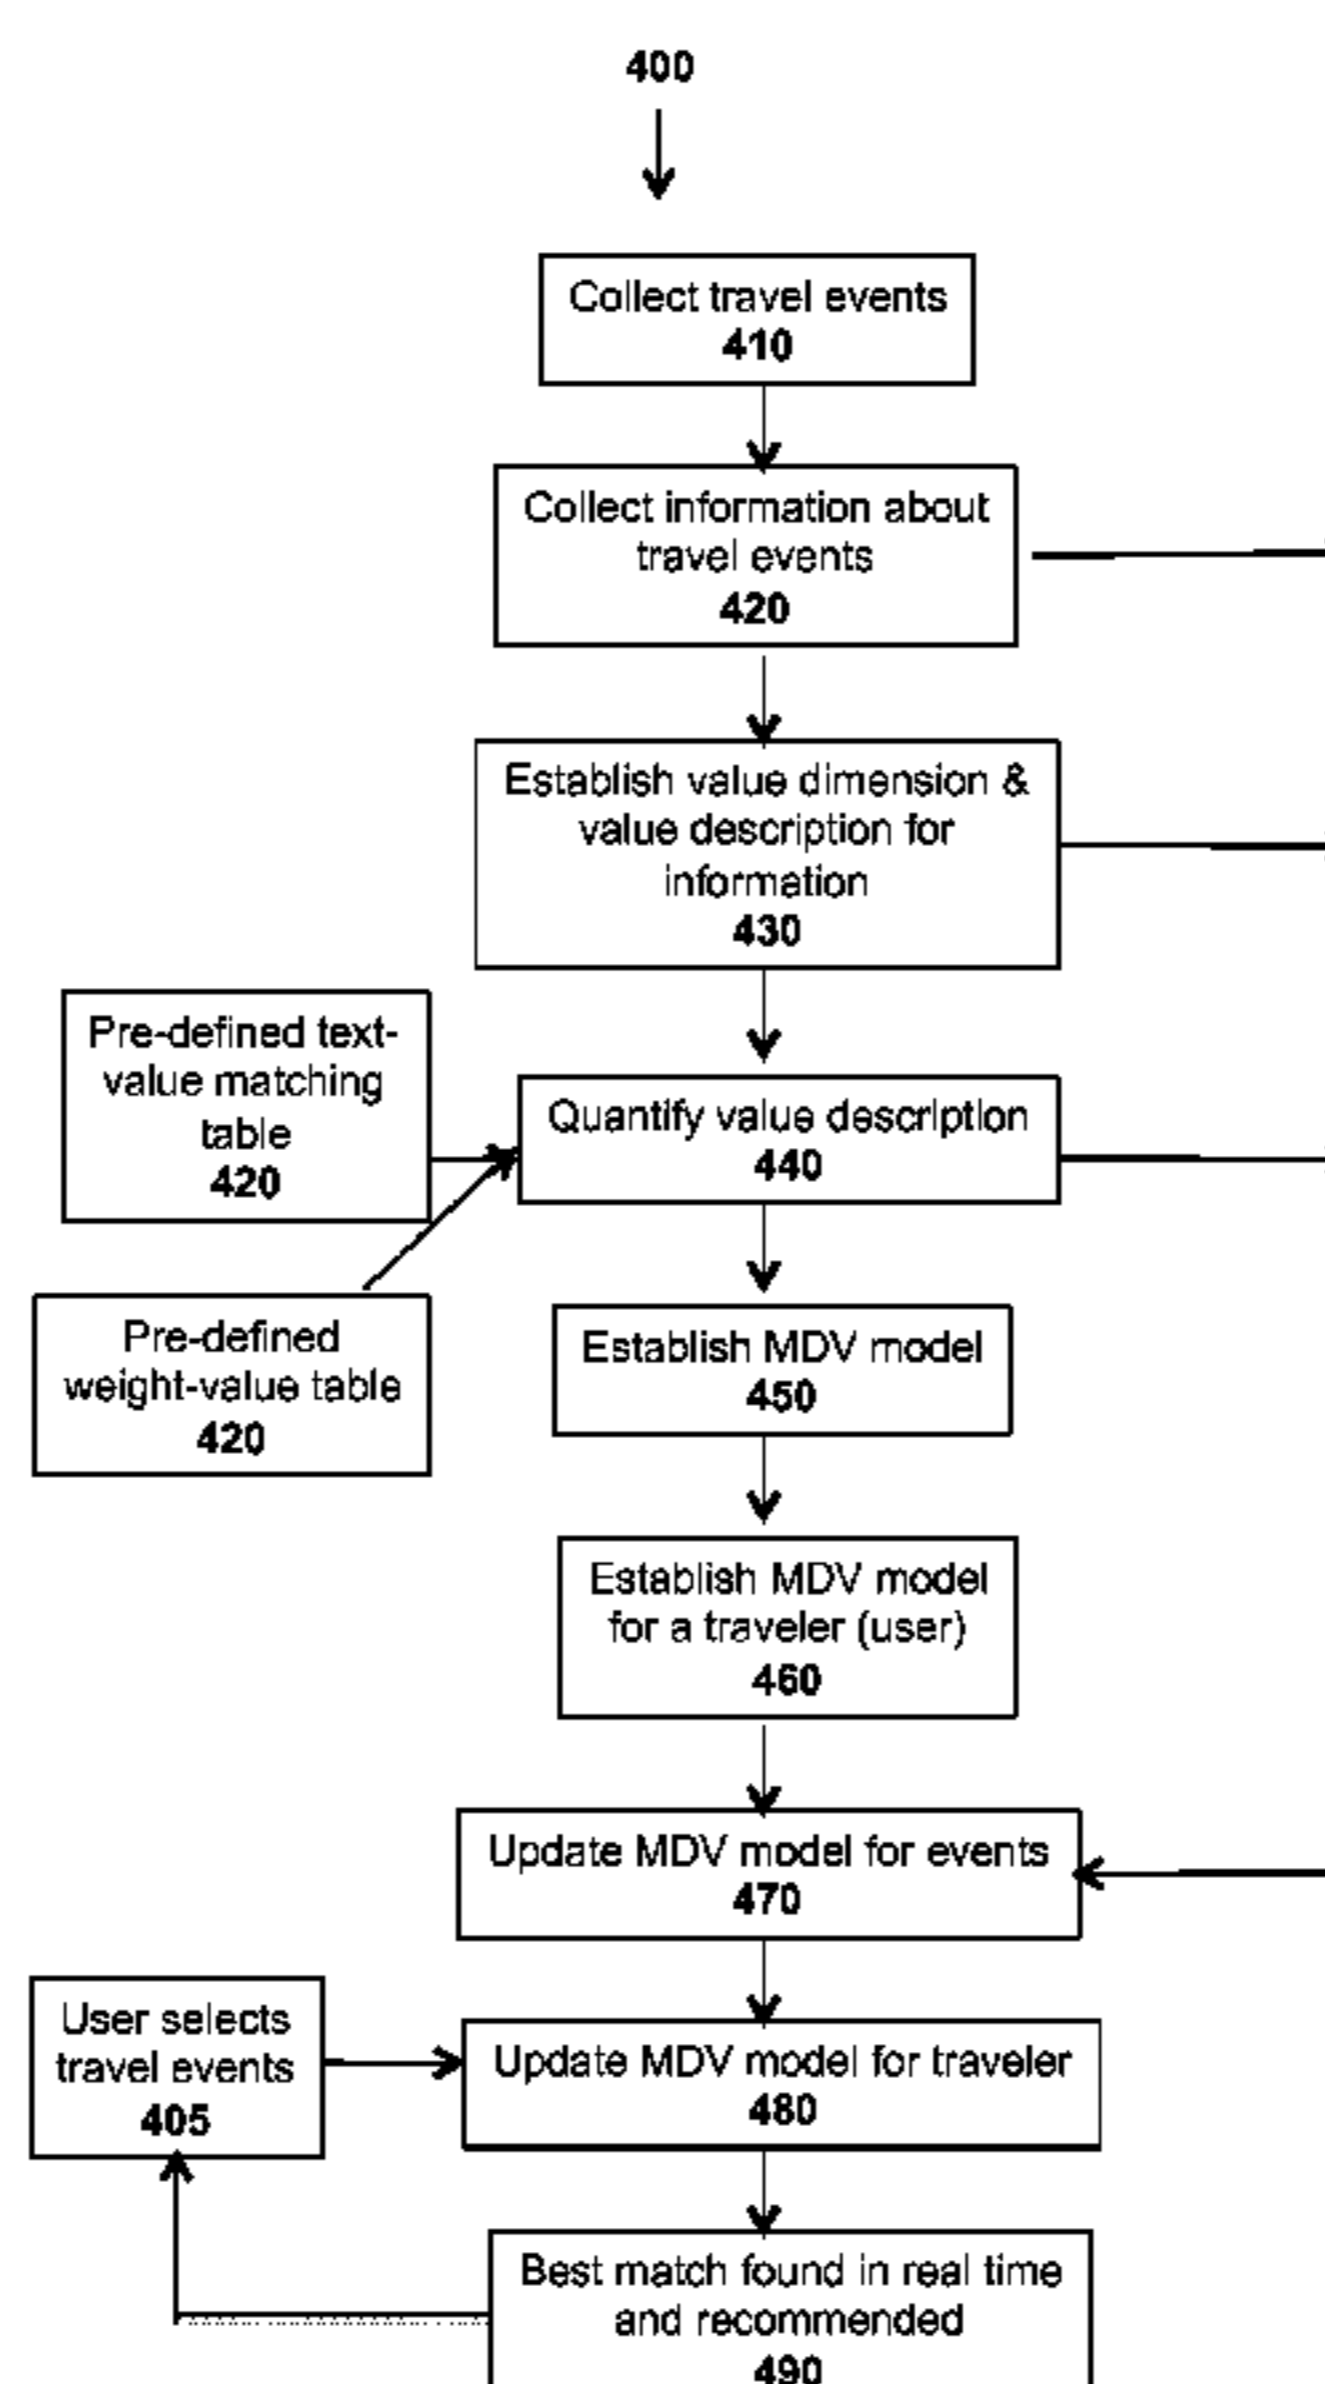 400
Collect travel events
410
Collect information about
travel events
420
Establish value dimension &
value description for
information
430
Pre-defined text-
value matching
table
420
Quantify value description
440
Pre-defined
weight-value table
420
Establish MDV model
450
Establish MDV model
for a traveler (user)
460
Update MDV model for events
470
User selects
travel events
405
Update MDV model for traveler
480
Best match found in real time
and recommended
490